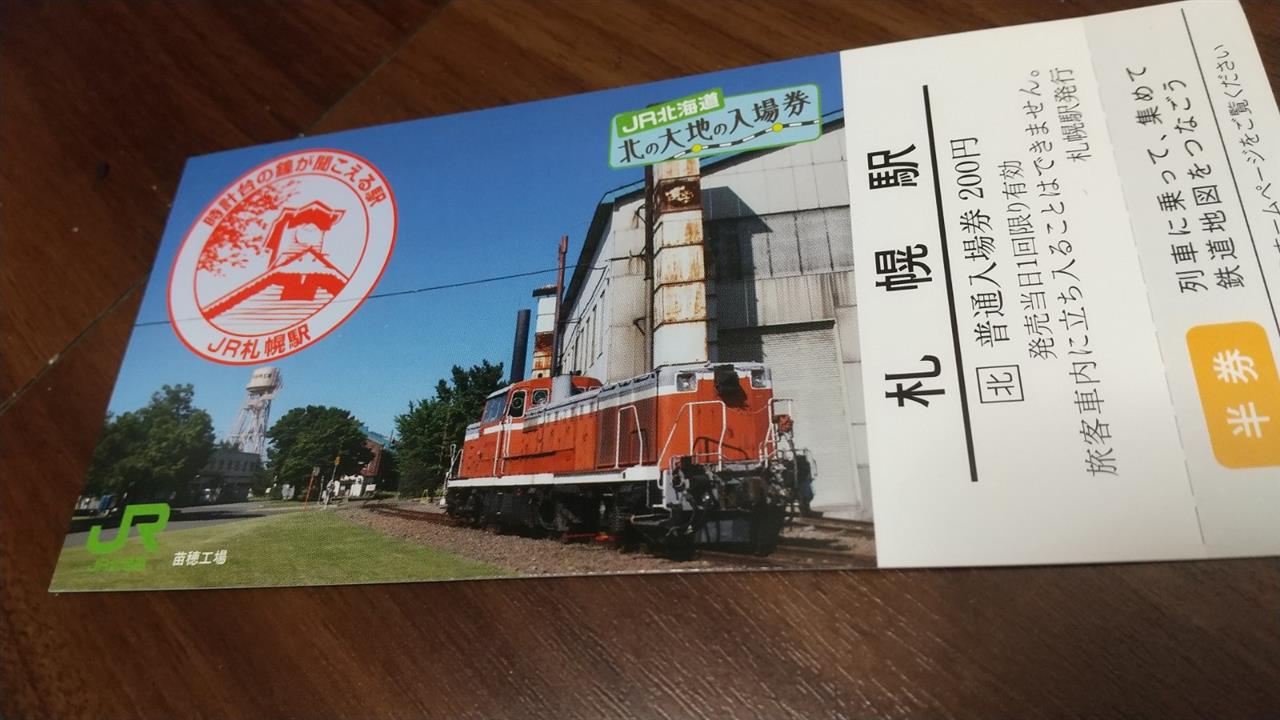 時計台の鐘が聞こえる駅
JR札幌駅
JR北海道
北の大地の入場券
JR
苗穂工場
札幌駅
北 普通入場券 200円
発売当日1回限り有効
旅客車内に立ち入ることはできません。
札幌駅発行
列車に乗って、集めて
鉄道地図をつなごう
半券
ームページをご覧ください